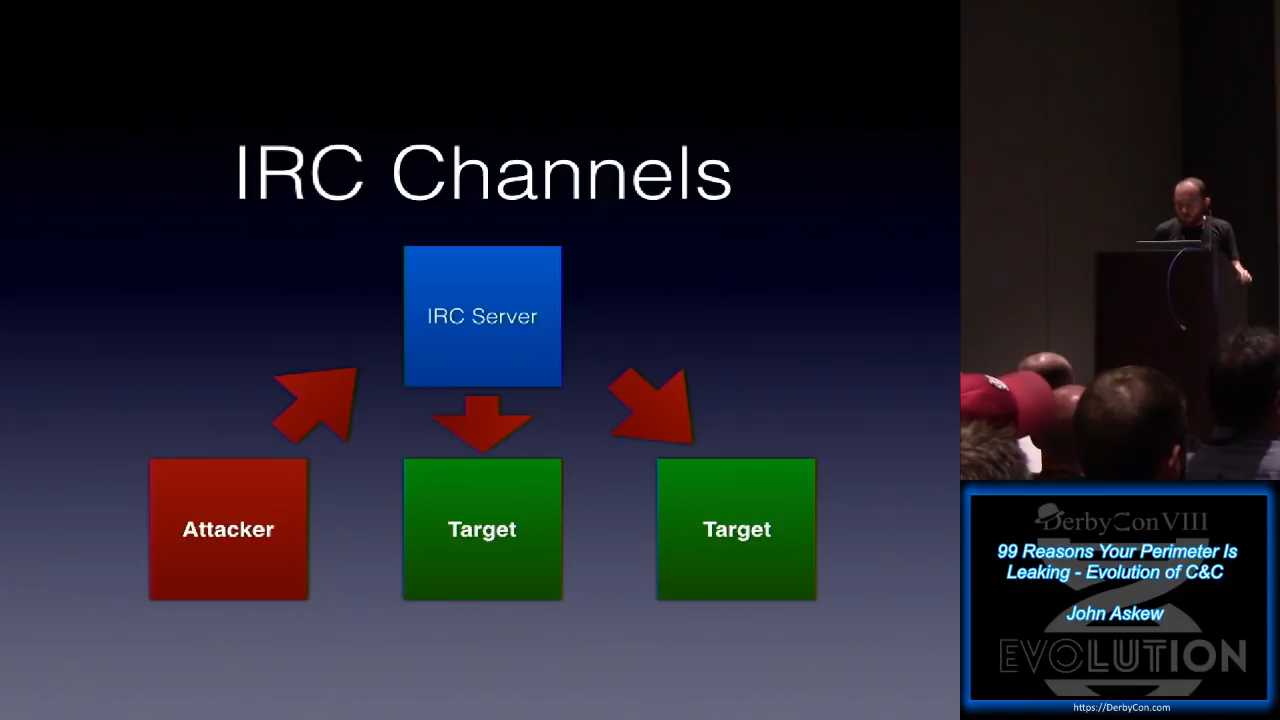 IRC Channels
IRC Server
Attacker
Target
Target
DerbyCon VIII
99 Reasons Your Perimeter Is
Leaking - Evolution of C&C
John Askew
EVOLUTION
https://DerbyCon.com